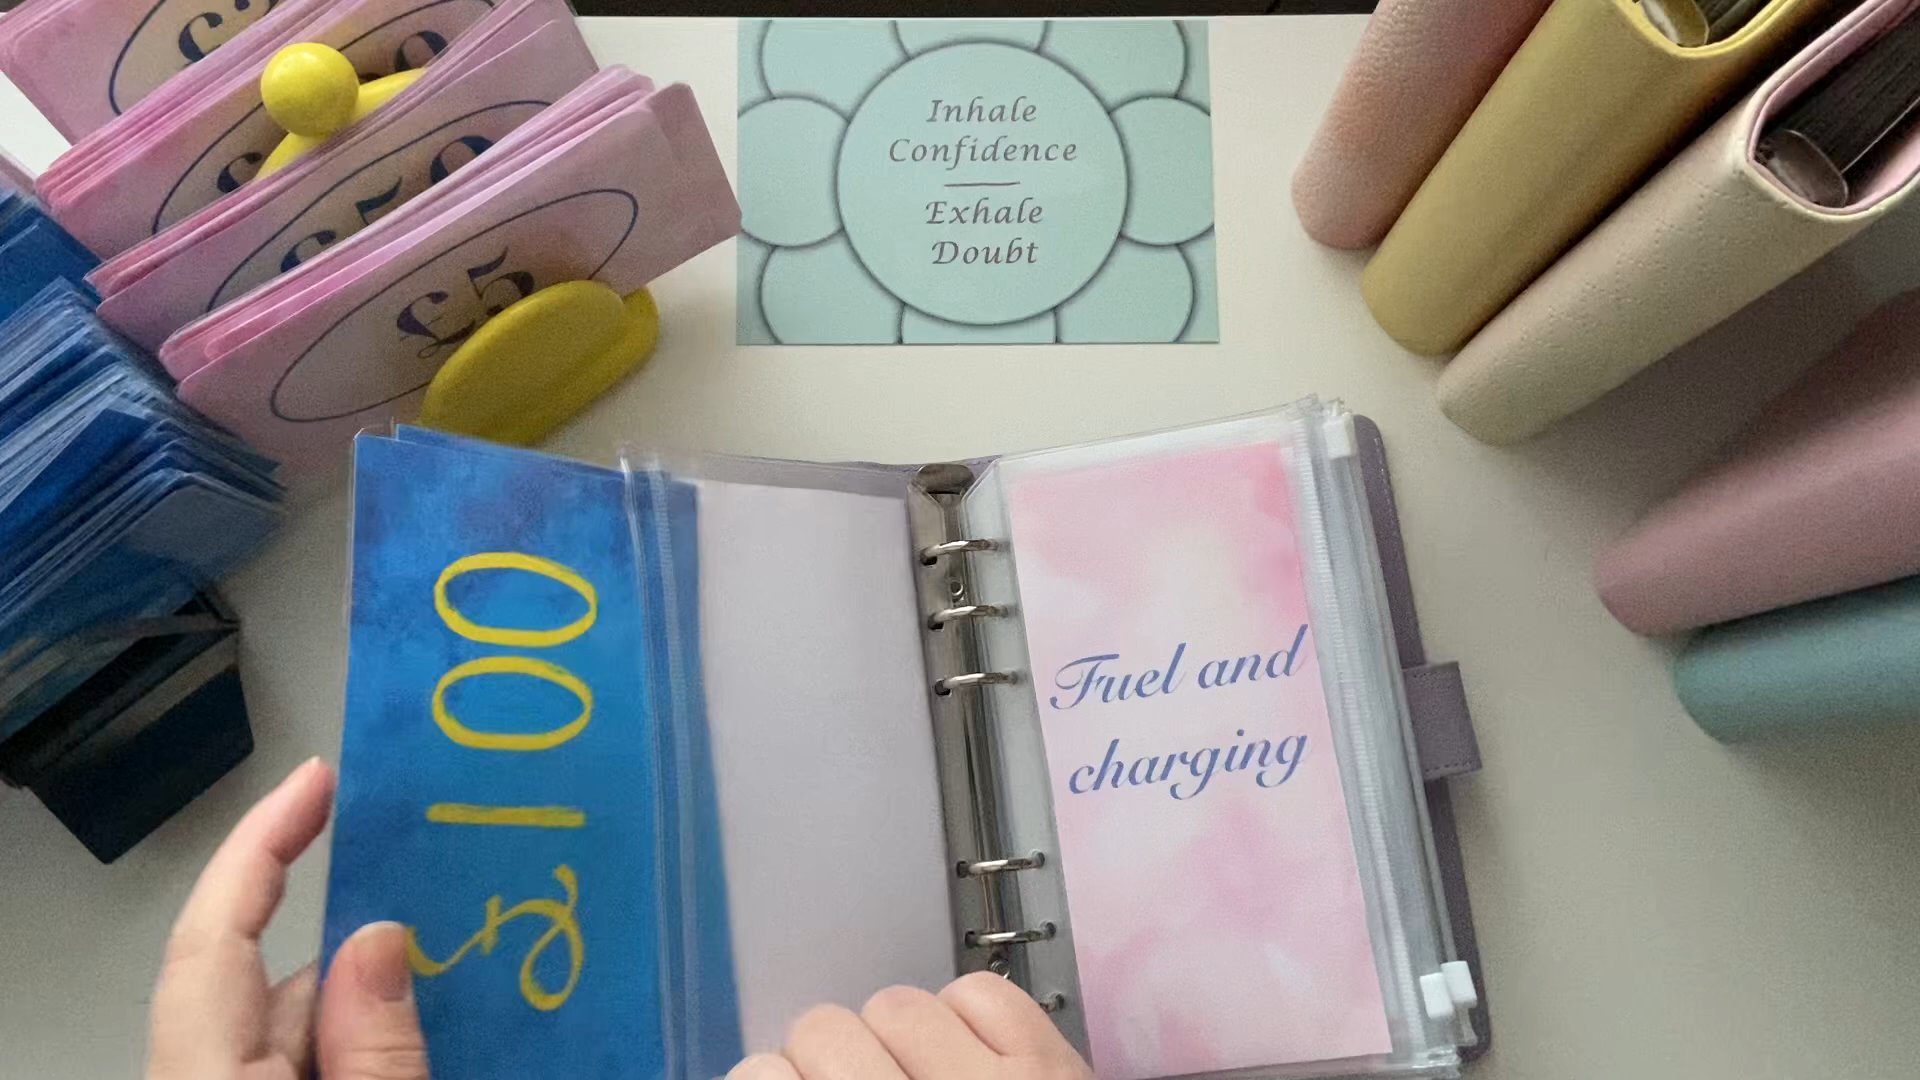 Inhale
Confidence
Exhale
Doubt
£5
£100
Fuel and
charging